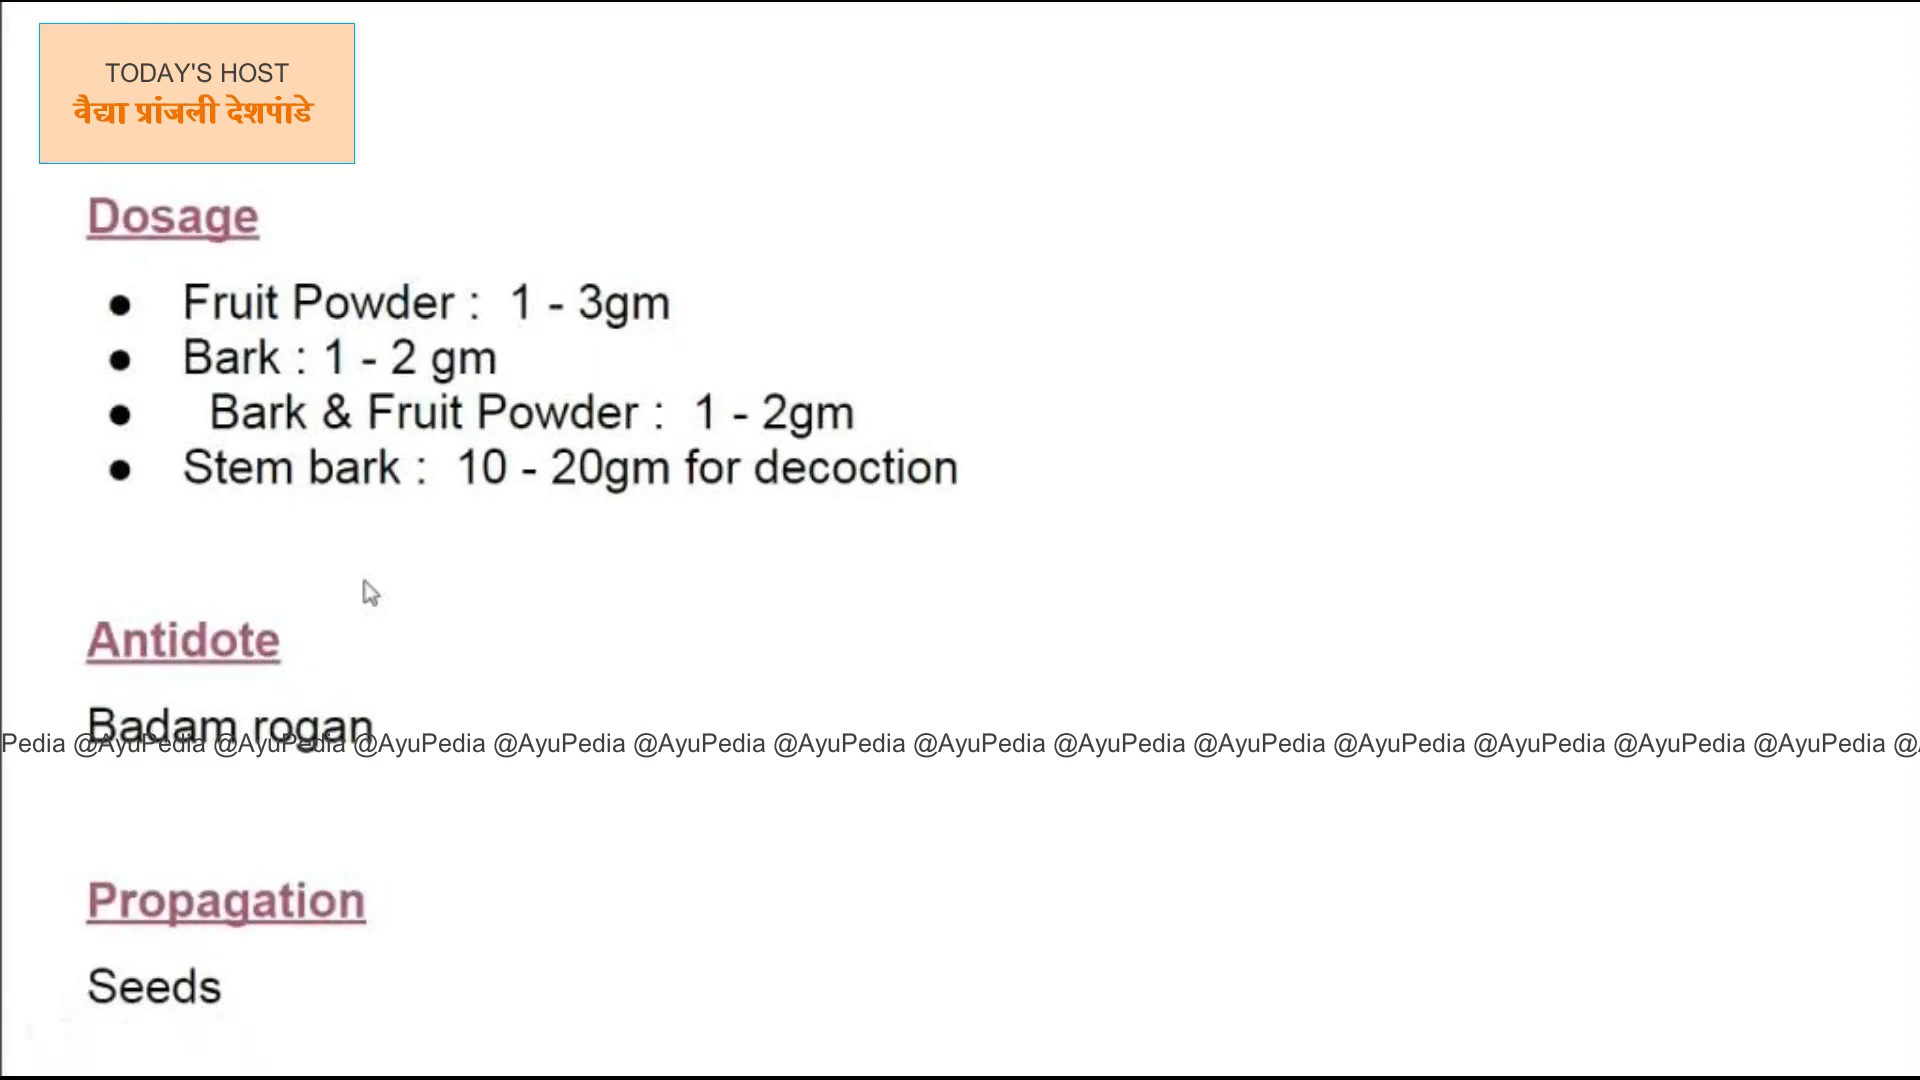 TODAY'S HOST
वैद्या प्रांजली देशपांडे
Dosage
● Fruit Powder : 1 - 3gm
● Bark : 1 - 2 gm
● Bark & Fruit Powder : 1 - 2gm
● Stem bark : 10 - 20gm for decoction
Antidote
Badam rogan
Pedia @AyuPedia @AyuPedia @AyuPedia @AyuPedia @AyuPedia @AyuPedia @AyuPedia @AyuPedia @AyuPedia @AyuPedia @AyuPedia @AyuPedia @AyuPedia @
Propagation
Seeds